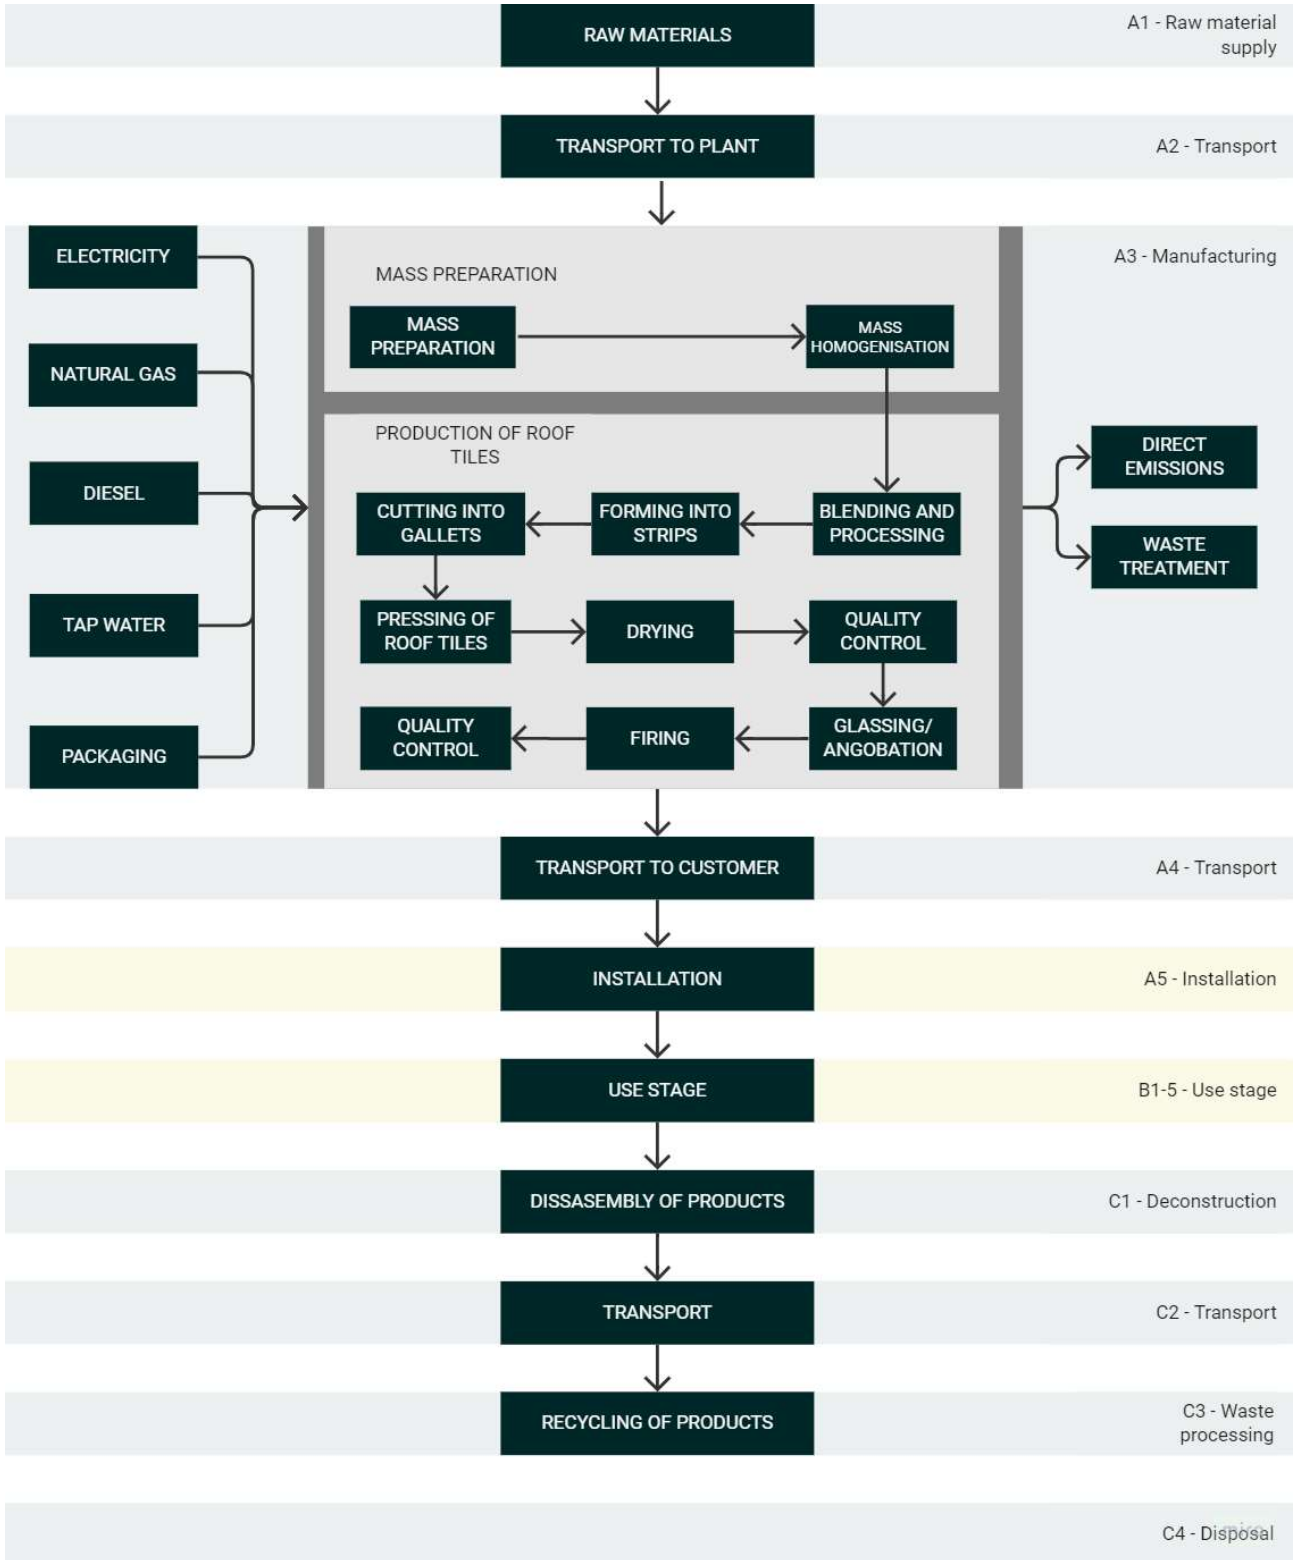 RAW MATERIALS
A1 - Raw material
supply
TRANSPORT TO PLANT
A2 - Transport
ELECTRICITY
NATURAL GAS
DIESEL
TAP WATER
PACKAGING
MASS PREPARATION
MASS
PREPARATION
MASS
HOMOGENISATION
PRODUCTION OF ROOF
TILES
CUTTING INTO
GALLETS
FORMING INTO
STRIPS
BLENDING AND
PROCESSING
PRESSING OF
ROOF TILES
DRYING
QUALITY
CONTROL
QUALITY
CONTROL
FIRING
GLASSING/
ANGOBATION
A3 - Manufacturing
DIRECT
EMISSIONS
WASTE
TREATMENT
TRANSPORT TO CUSTOMER
A4 - Transport
INSTALLATION
A5 - Installation
USE STAGE
B1-5 - Use stage
DISSASEMBLY OF PRODUCTS
C1 - Deconstruction
TRANSPORT
C2 - Transport
RECYCLING OF PRODUCTS
C3 - Waste
processing
C4 - Disposal
miro